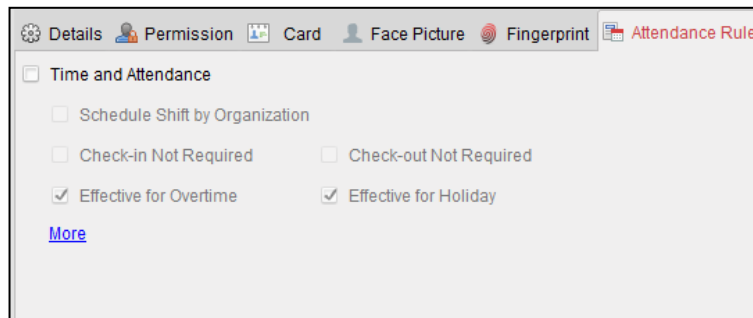 Details Permission Card Face Picture Fingerprint Attendance Rule
Time and Attendance
Schedule Shift by Organization
Check-in Not Required Check-out Not Required
Effective for Overtime Effective for Holiday
More